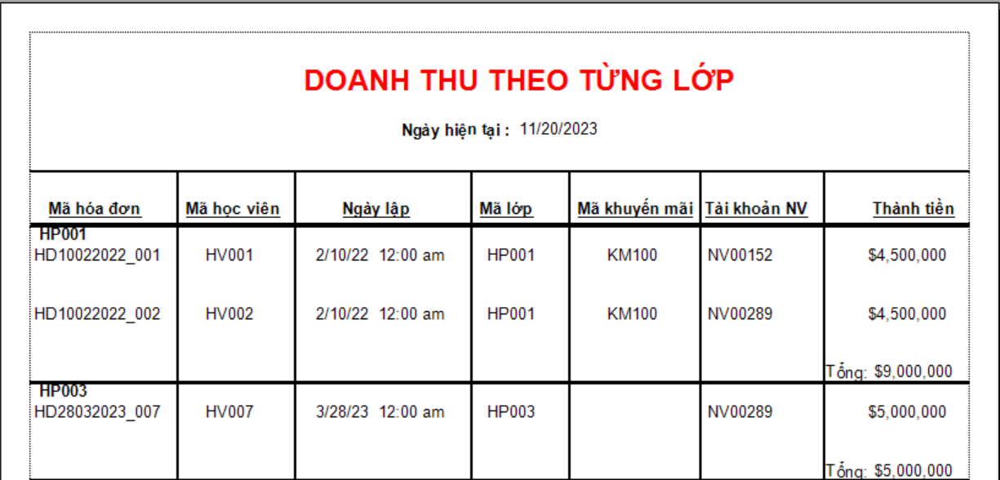 DOANH THU THEO TỪNG LỚP
Ngày hiện tại : 11/20/2023
Mã hóa đơn Mã học viên Ngày lập Mã lớp Mã khuyến mãi Tài khoản NV Thành tiền
HP001
HD10022022_001 HV001 2/10/22 12:00 am HP001 KM100 NV00152 $4,500,000
HD10022022_002 HV002 2/10/22 12:00 am HP001 KM100 NV00289 $4,500,000
Tổng: $9,000,000
HP003
HD28032023_007 HV007 3/28/23 12:00 am HP003 NV00289 $5,000,000
Tổng: $5,000,000